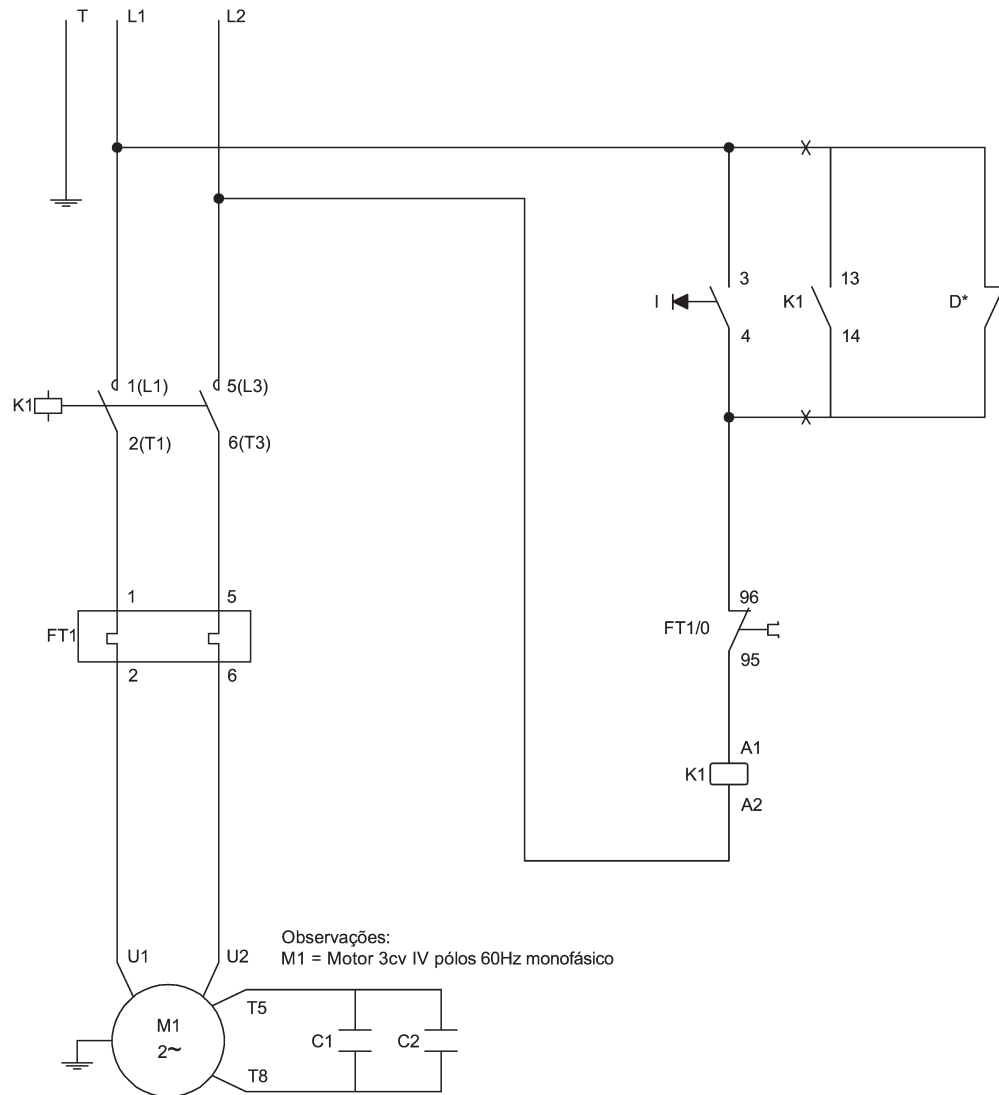 T
L1
L2
3
I
4
K1
13
14
D*
K1
1(L1)
5(L3)
2(T1)
6(T3)
1
5
FT1
2
6
96
FT1/0
95
A1
K1
A2
Observações:
M1 = Motor 3cv IV pólos 60Hz monofásico
U1
U2
T5
M1
2~
C1
C2
T8